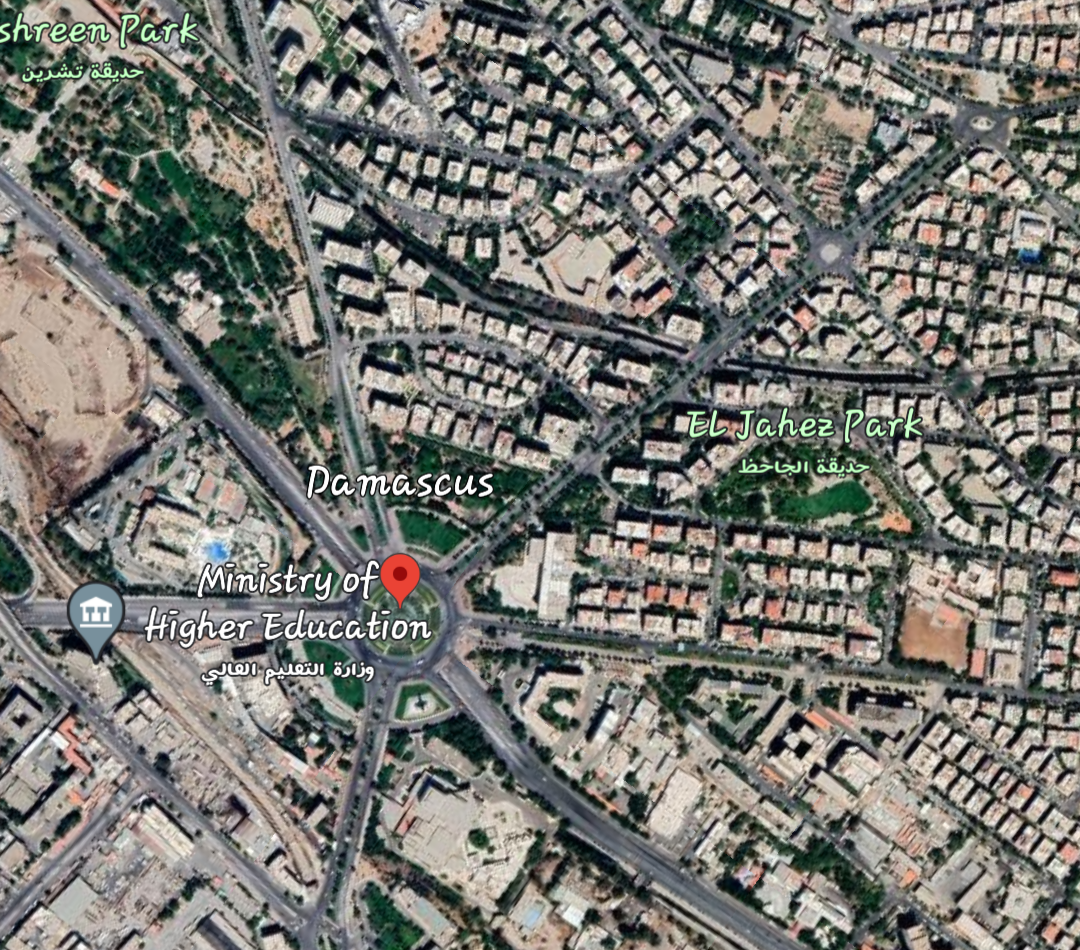 shreen Park
حديقة تشرين
EL Jahez Park
حديقة الجاحظ
Damascus
Ministry of
Higher Education
وزارة التعليم العالي